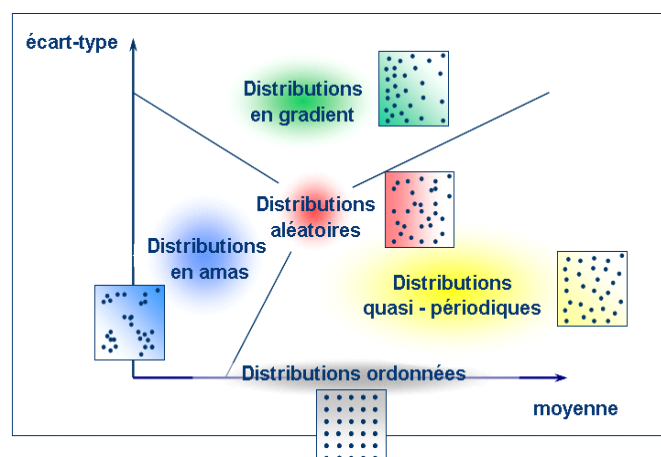 écart-type
Distributions
en gradient
Distributions
aléatoires
Distributions
en amas
Distributions
quasi - périodiques
Distributions ordonnées
moyenne